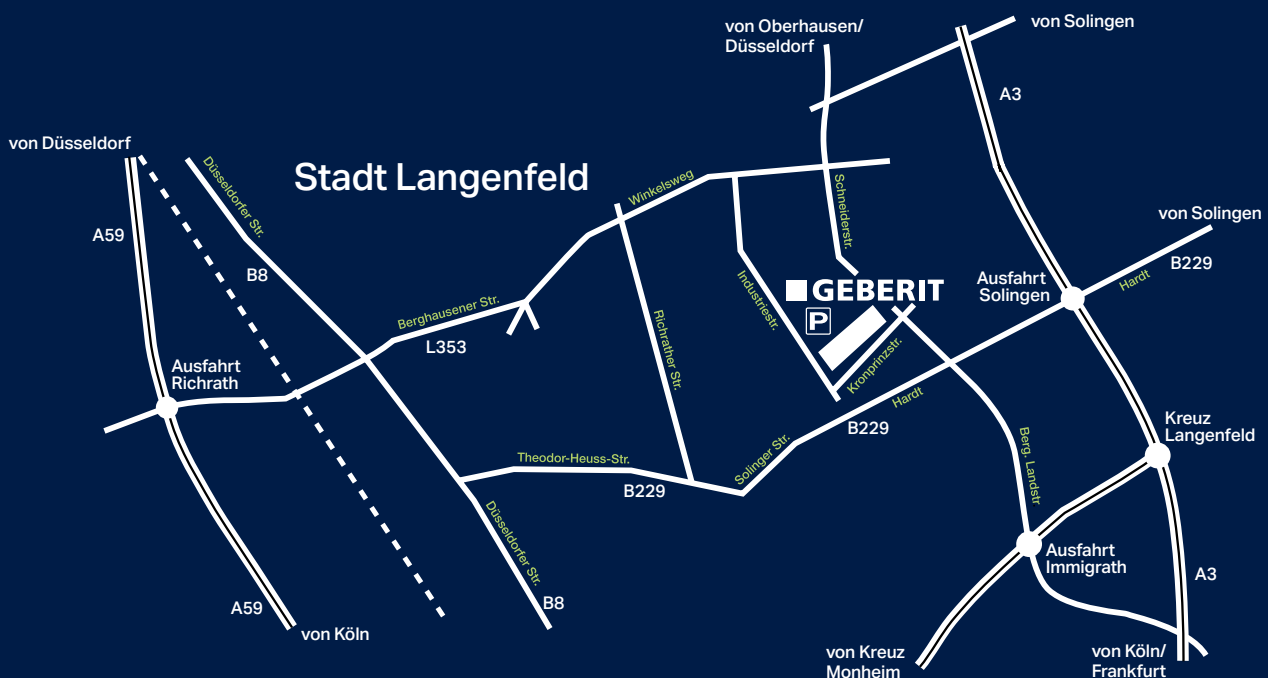 von Oberhausen/
Düsseldorf
von Solingen
A3
von Düsseldorf
Düsseldorfer Str.
Stadt Langenfeld
Winkelsweg
Schneiderstr.
von Solingen
A59
B8
B229
Hardt
Ausfahrt
Solingen
GEBERIT
P
Industriestr.
Berghausener Str.
L353
Richrather Str.
Kronprinzstr.
Ausfahrt
Richrath
Hardt
B229
Kreuz
Langenfeld
Solinger Str.
Berg. Landstr
Theodor-Heuss-Str.
B229
Düsseldorfer Str.
B8
Ausfahrt
Immigrath
A3
A59
von Köln
von Kreuz
Monheim
von Köln/
Frankfurt